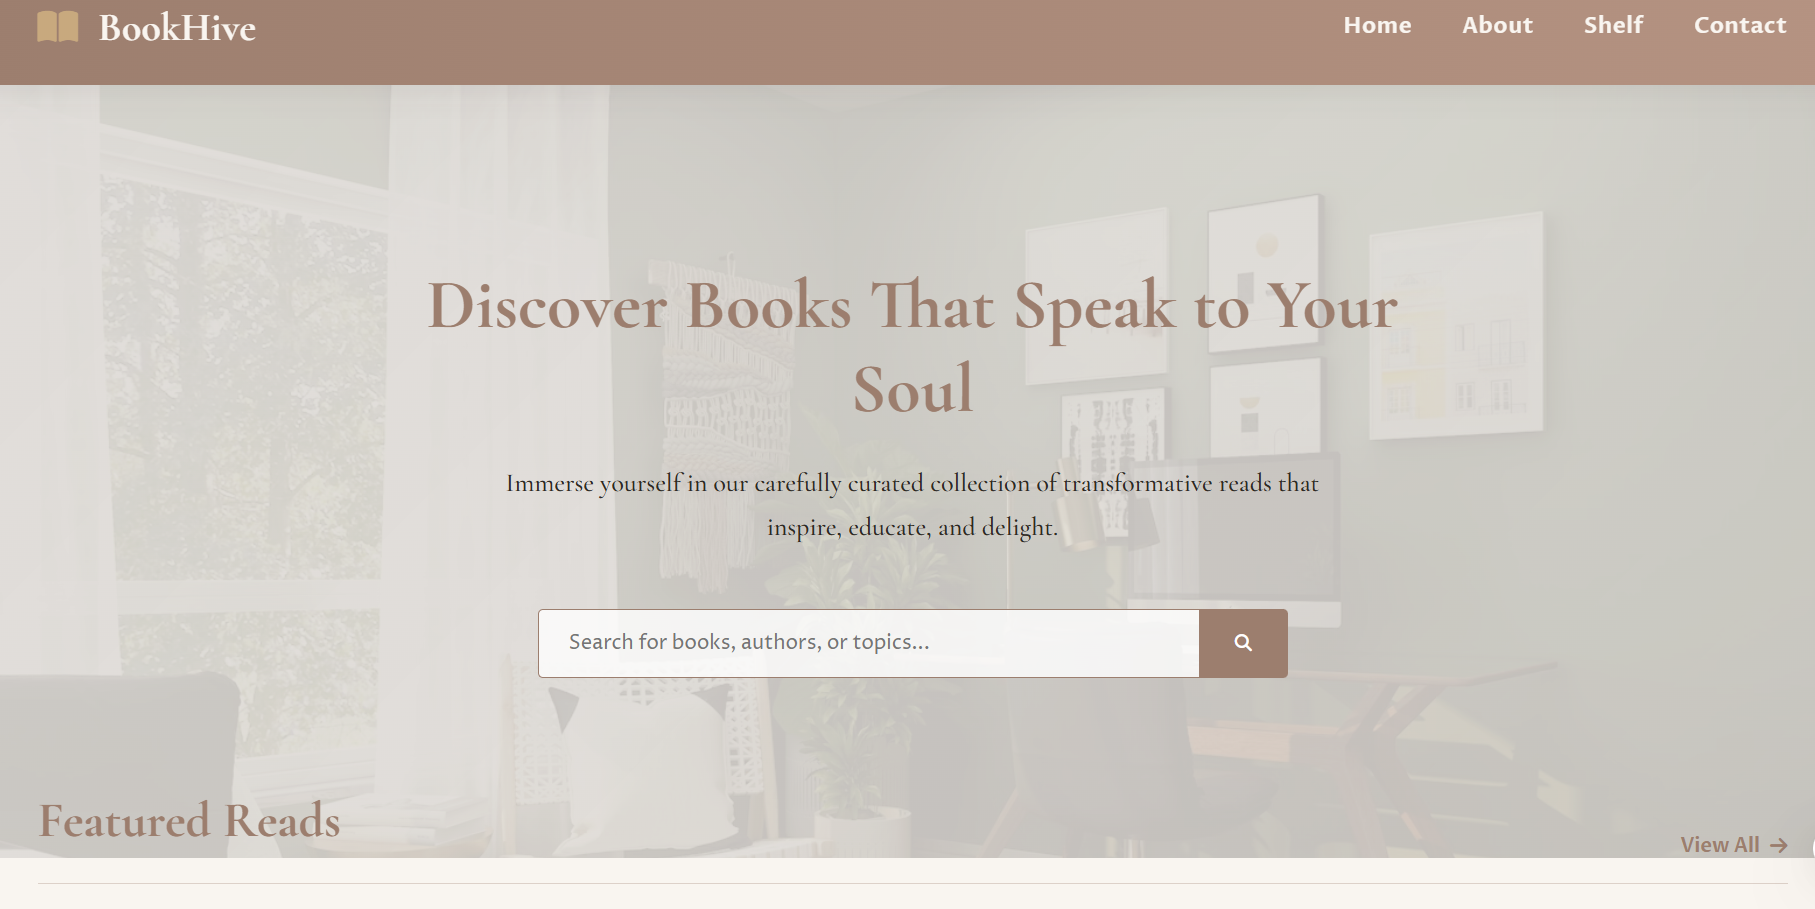 BookHive
Home About Shelf Contact
Discover Books That Speak to Your
Soul
Immerse yourself in our carefully curated collection of transformative reads that
inspire, educate, and delight.
Search for books, authors, or topics...
Featured Reads
View All →